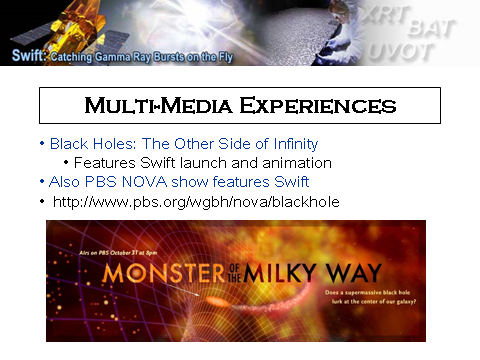 XRT
BAT
UVOT
Swift: Catching Gamma Ray Bursts on the Fly
MULTI-MEDIA EXPERIENCES
• Black Holes: The Other Side of Infinity
• Features Swift launch and animation
• Also PBS NOVA show features Swift
• http://www.pbs.org/wgbh/nova/blackhole
Airs on PBS October 31 at 8pm
MONSTER OF THE MILKY WAY
Does a supermassive black hole
lurk at the center of our galaxy?